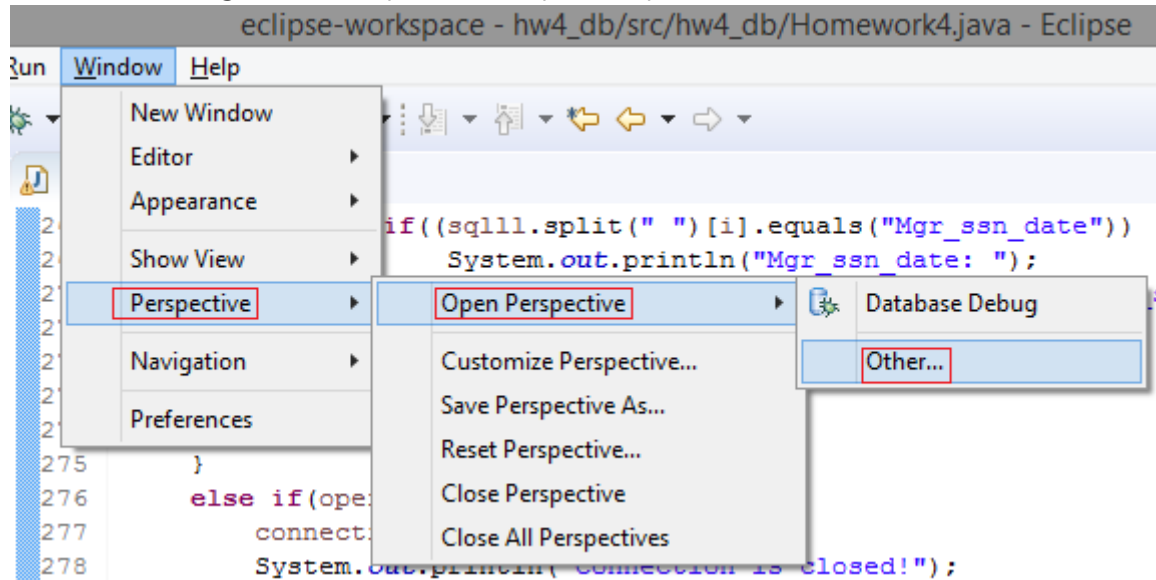 eclipse-workspace - hw4_db/src/hw4_db/Homework4.java - Eclipse
Run Window Help
New Window
Editor
Appearance
Show View
Perspective
Navigation
Preferences
Open Perspective
Customize Perspective...
Save Perspective As...
Reset Perspective...
Close Perspective
Close All Perspectives
Database Debug
Other...
if((sqlll.split(" ")[i].equals("Mgr_ssn_date"))
System.out.println("Mgr_ssn_date: ");
275 }
276 else if(ope
277 connect
278 System.out.println("Connection is closed!");